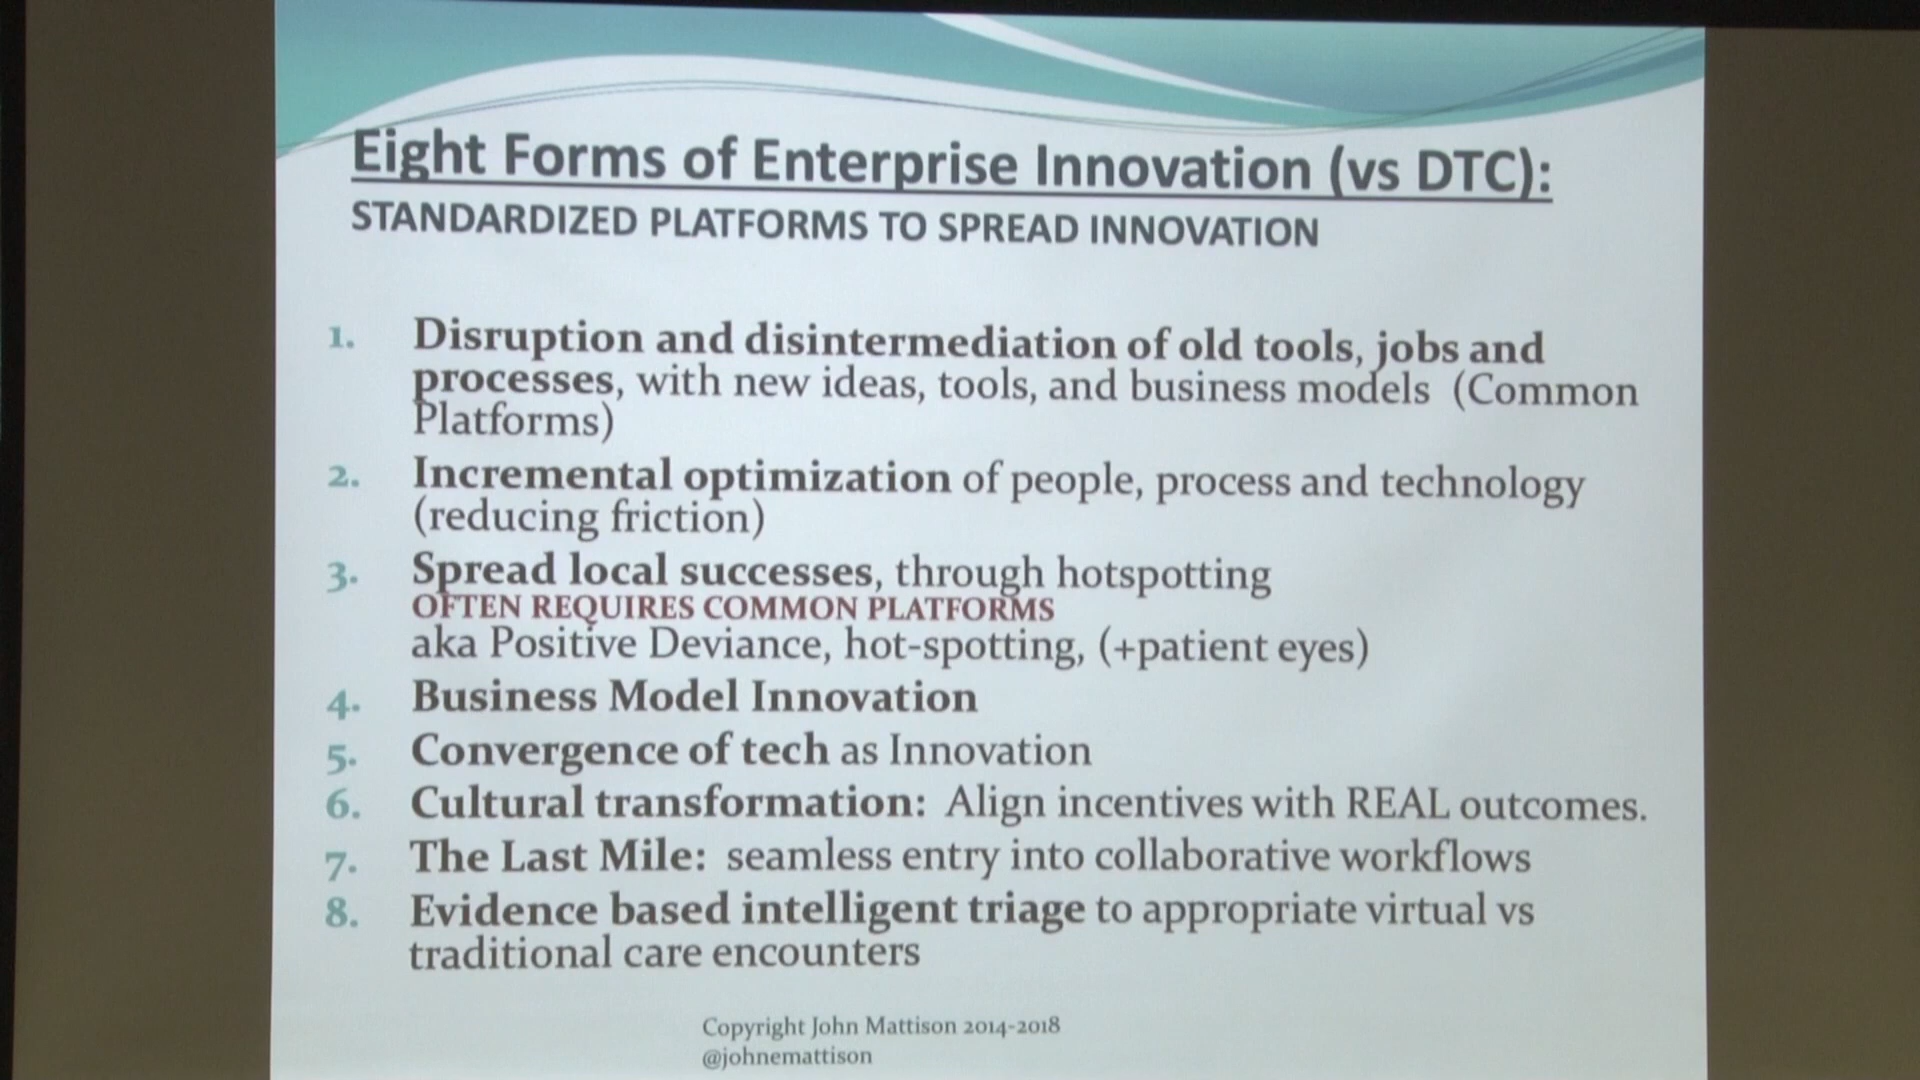 Eight Forms of Enterprise Innovation (vs DTC):
STANDARDIZED PLATFORMS TO SPREAD INNOVATION
1. Disruption and disintermediation of old tools, jobs and
processes, with new ideas, tools, and business models (Common
Platforms)
2. Incremental optimization of people, process and technology
(reducing friction)
3. Spread local successes, through hotspotting
OFTEN REQUIRES COMMON PLATFORMS
aka Positive Deviance, hot-spotting, (+patient eyes)
4. Business Model Innovation
5. Convergence of tech as Innovation
6. Cultural transformation: Align incentives with REAL outcomes.
7. The Last Mile: seamless entry into collaborative workflows
8. Evidence based intelligent triage to appropriate virtual vs
traditional care encounters
Copyright John Mattison 2014-2018
@johnemattison